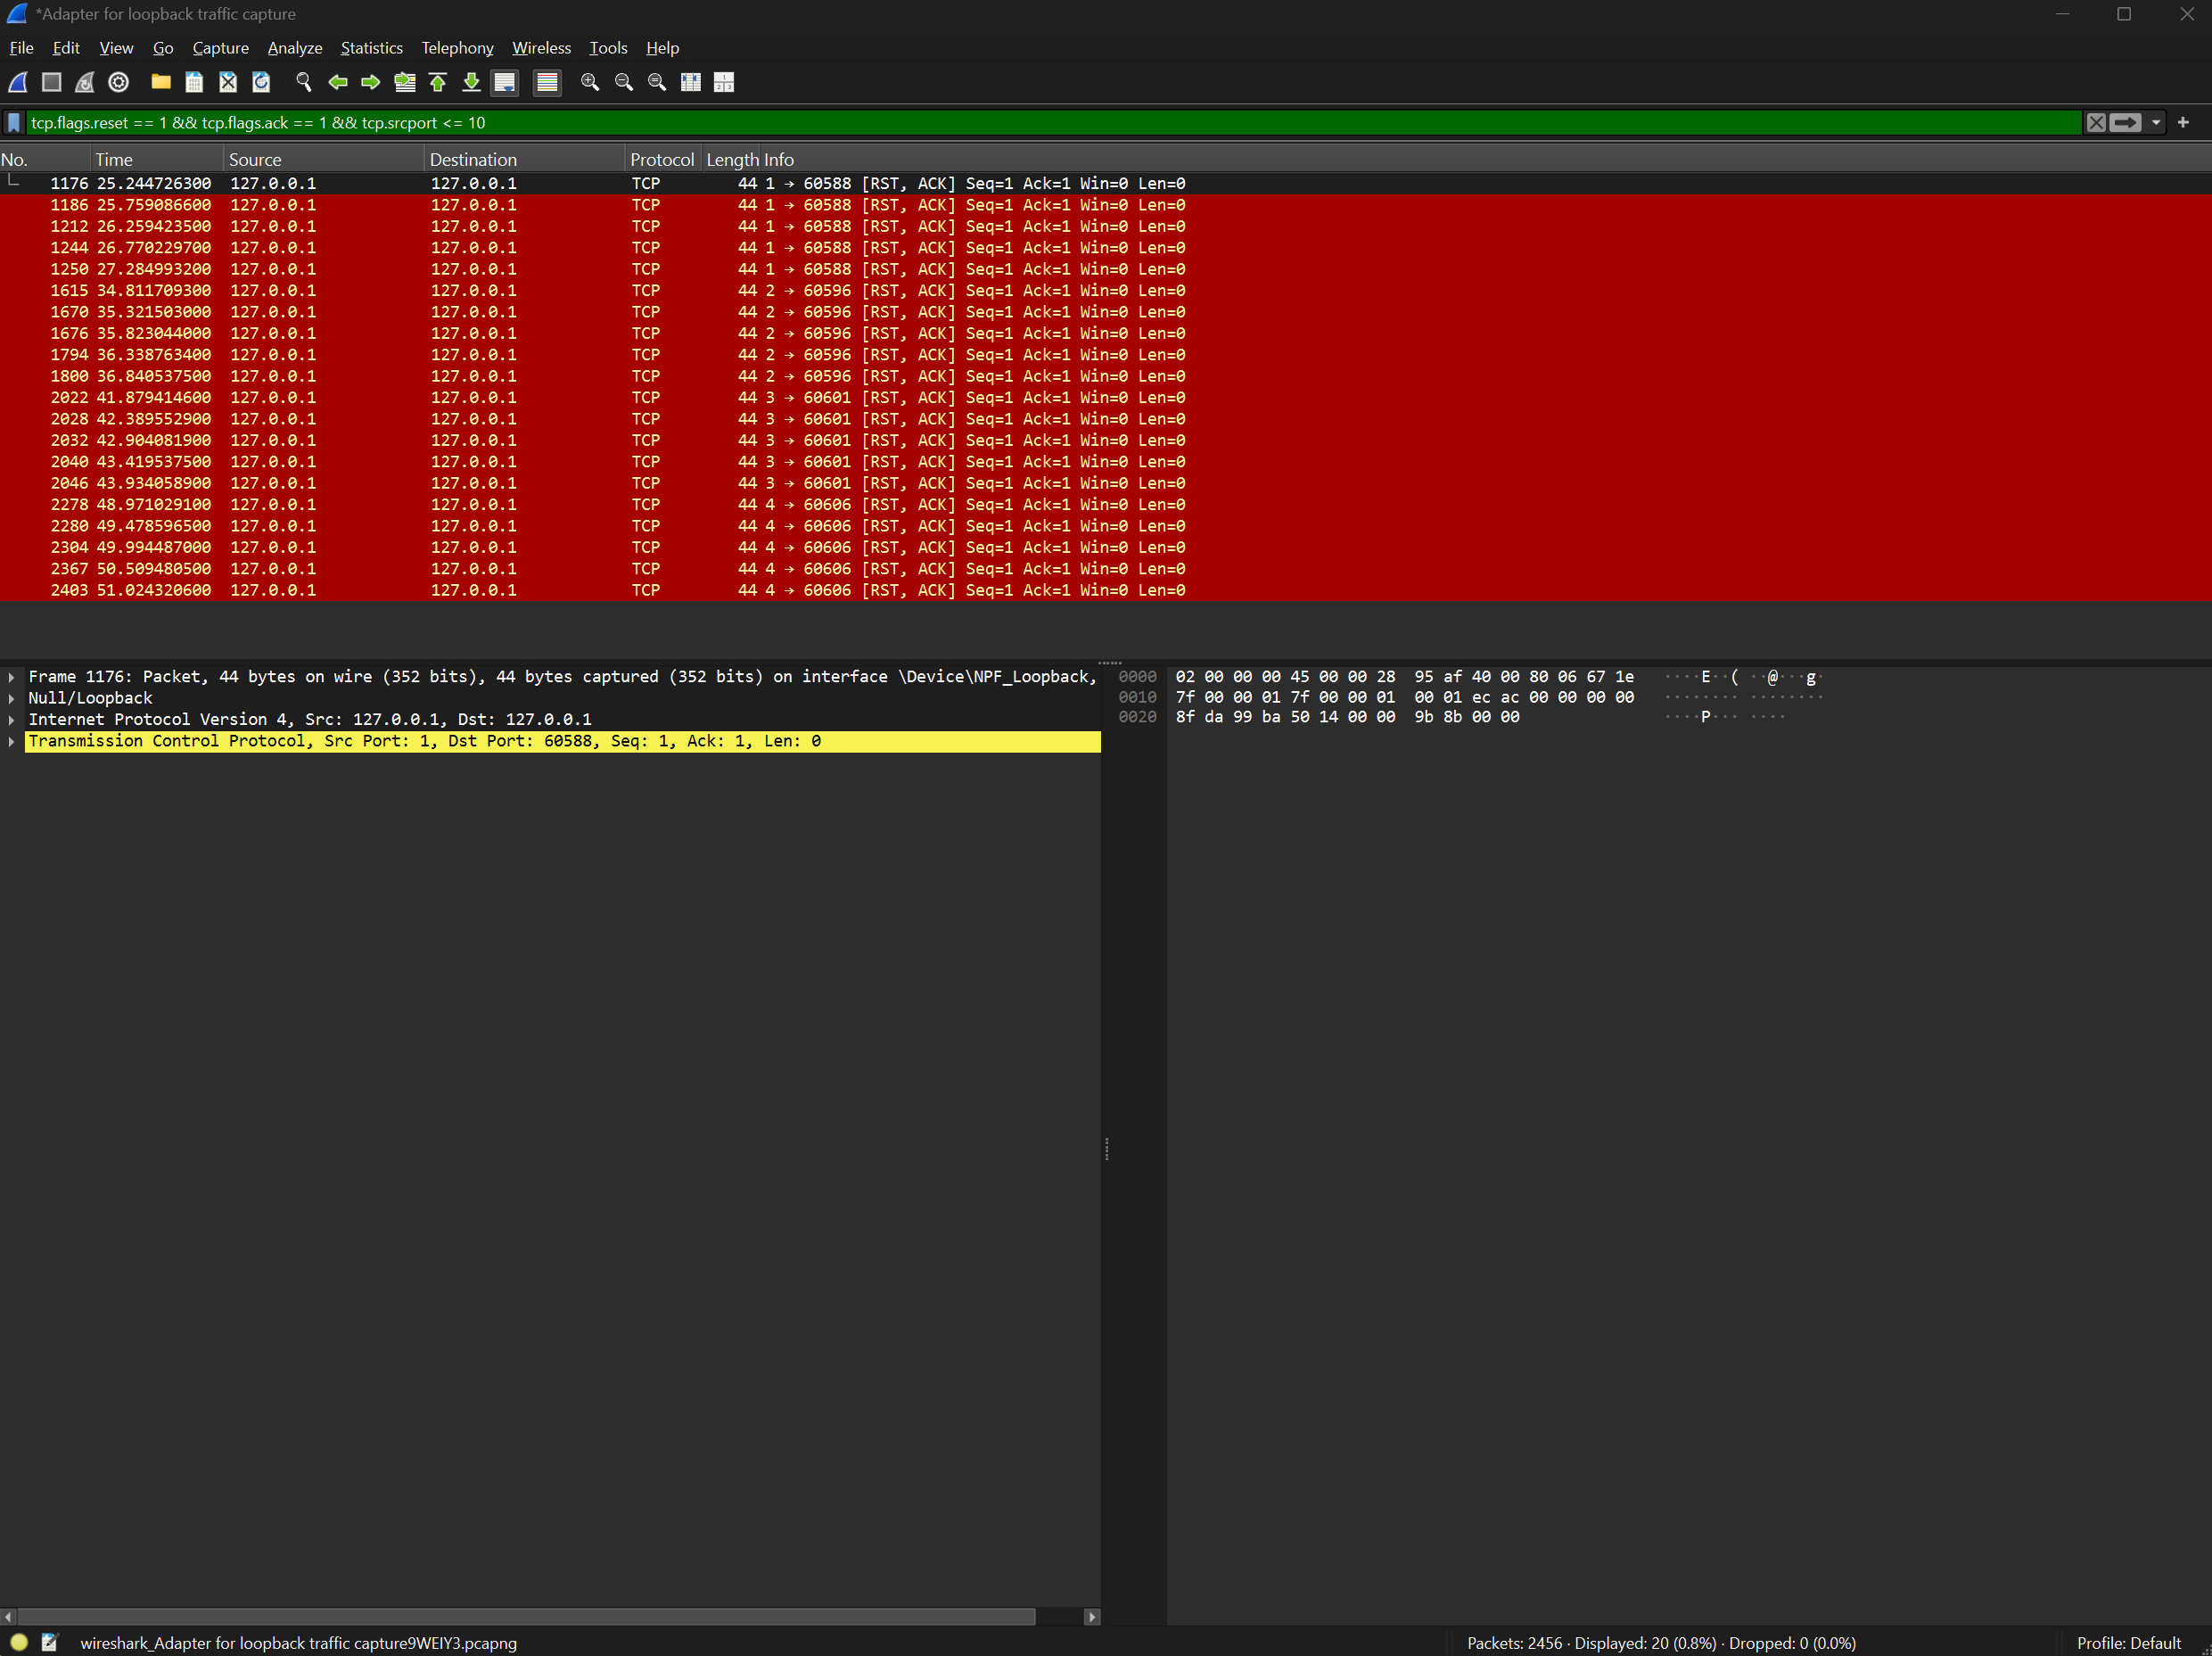 *Adapter for loopback traffic capture
File Edit View Go Capture Analyze Statistics Telephony Wireless Tools Help
tcp.flags.reset == 1 && tcp.flags.ack == 1 && tcp.srcport <= 10
No. Time Source Destination Protocol Length Info
1176 25.244726300 127.0.0.1 127.0.0.1 TCP 44 1 → 60588 [RST, ACK] Seq=1 Ack=1 Win=0 Len=0
1186 25.759086600 127.0.0.1 127.0.0.1 TCP 44 1 → 60588 [RST, ACK] Seq=1 Ack=1 Win=0 Len=0
1212 26.259423500 127.0.0.1 127.0.0.1 TCP 44 1 → 60588 [RST, ACK] Seq=1 Ack=1 Win=0 Len=0
1244 26.770229700 127.0.0.1 127.0.0.1 TCP 44 1 → 60588 [RST, ACK] Seq=1 Ack=1 Win=0 Len=0
1250 27.284993200 127.0.0.1 127.0.0.1 TCP 44 1 → 60588 [RST, ACK] Seq=1 Ack=1 Win=0 Len=0
1615 34.811709300 127.0.0.1 127.0.0.1 TCP 44 2 → 60596 [RST, ACK] Seq=1 Ack=1 Win=0 Len=0
1670 35.321503000 127.0.0.1 127.0.0.1 TCP 44 2 → 60596 [RST, ACK] Seq=1 Ack=1 Win=0 Len=0
1676 35.823044000 127.0.0.1 127.0.0.1 TCP 44 2 → 60596 [RST, ACK] Seq=1 Ack=1 Win=0 Len=0
1794 36.338763400 127.0.0.1 127.0.0.1 TCP 44 2 → 60596 [RST, ACK] Seq=1 Ack=1 Win=0 Len=0
1800 36.840537500 127.0.0.1 127.0.0.1 TCP 44 2 → 60596 [RST, ACK] Seq=1 Ack=1 Win=0 Len=0
2022 41.879414600 127.0.0.1 127.0.0.1 TCP 44 3 → 60601 [RST, ACK] Seq=1 Ack=1 Win=0 Len=0
2028 42.389552900 127.0.0.1 127.0.0.1 TCP 44 3 → 60601 [RST, ACK] Seq=1 Ack=1 Win=0 Len=0
2032 42.904081900 127.0.0.1 127.0.0.1 TCP 44 3 → 60601 [RST, ACK] Seq=1 Ack=1 Win=0 Len=0
2040 43.419537500 127.0.0.1 127.0.0.1 TCP 44 3 → 60601 [RST, ACK] Seq=1 Ack=1 Win=0 Len=0
2046 43.934058900 127.0.0.1 127.0.0.1 TCP 44 3 → 60601 [RST, ACK] Seq=1 Ack=1 Win=0 Len=0
2278 48.971029100 127.0.0.1 127.0.0.1 TCP 44 4 → 60606 [RST, ACK] Seq=1 Ack=1 Win=0 Len=0
2280 49.478596500 127.0.0.1 127.0.0.1 TCP 44 4 → 60606 [RST, ACK] Seq=1 Ack=1 Win=0 Len=0
2304 49.994487000 127.0.0.1 127.0.0.1 TCP 44 4 → 60606 [RST, ACK] Seq=1 Ack=1 Win=0 Len=0
2367 50.509480500 127.0.0.1 127.0.0.1 TCP 44 4 → 60606 [RST, ACK] Seq=1 Ack=1 Win=0 Len=0
2403 51.024320600 127.0.0.1 127.0.0.1 TCP 44 4 → 60606 [RST, ACK] Seq=1 Ack=1 Win=0 Len=0
Frame 1176: Packet, 44 bytes on wire (352 bits), 44 bytes captured (352 bits) on interface \Device\NPF_Loopback,
Null/Loopback
Internet Protocol Version 4, Src: 127.0.0.1, Dst: 127.0.0.1
Transmission Control Protocol, Src Port: 1, Dst Port: 60588, Seq: 1, Ack: 1, Len: 0
0000 02 00 00 00 45 00 00 28 95 af 40 00 80 06 67 1e ····E··( ··@···g·
0010 7f 00 00 01 7f 00 00 01 00 01 ec ac 00 00 00 00 ········ ········
0020 8f da 99 ba 50 14 00 00 9b 8b 00 00 ····P··· ····
wireshark_Adapter for loopback traffic capture9WEIY3.pcapng
Packets: 2456 · Displayed: 20 (0.8%) · Dropped: 0 (0.0%)
Profile: Default